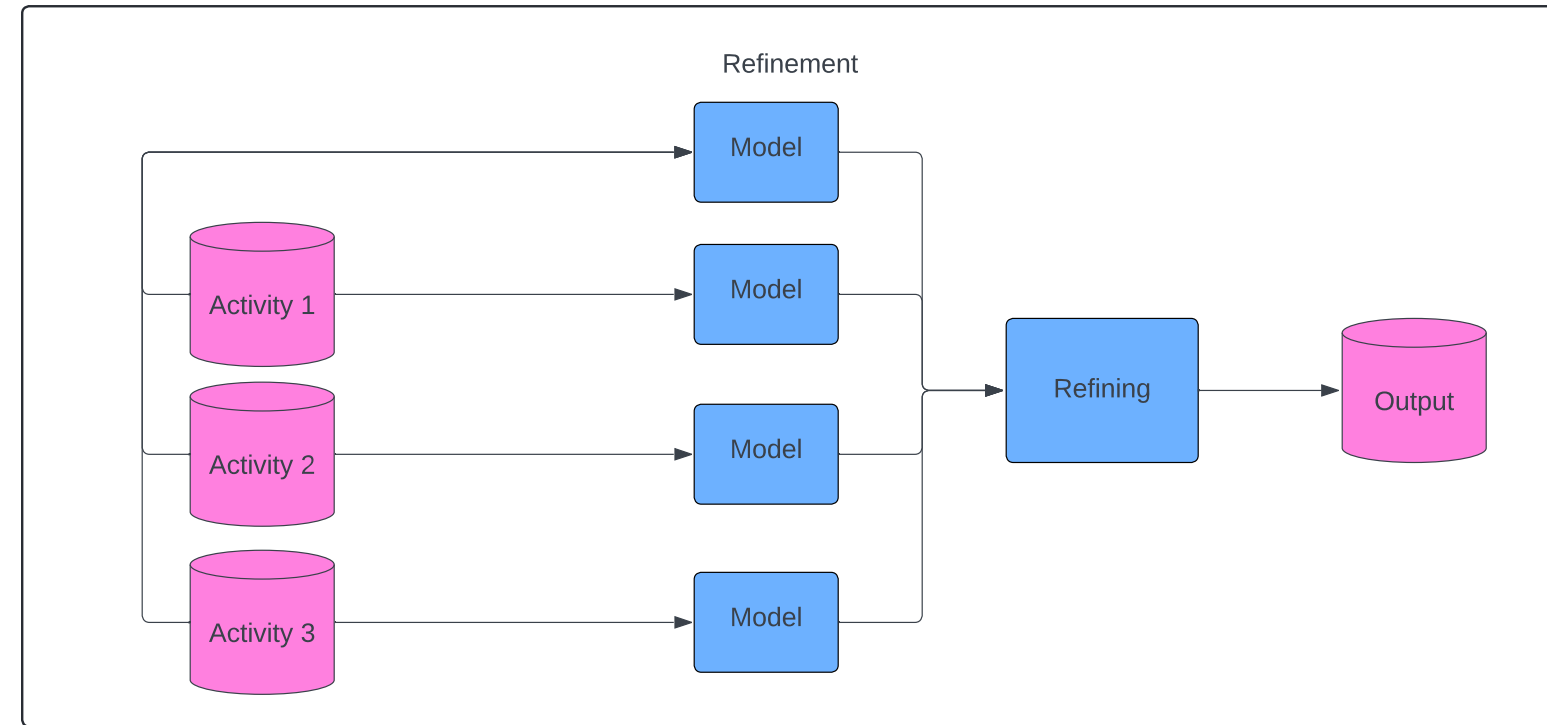 Refinement
Model
Activity 1
Model
Activity 2
Model
Activity 3
Model
Refining
Output